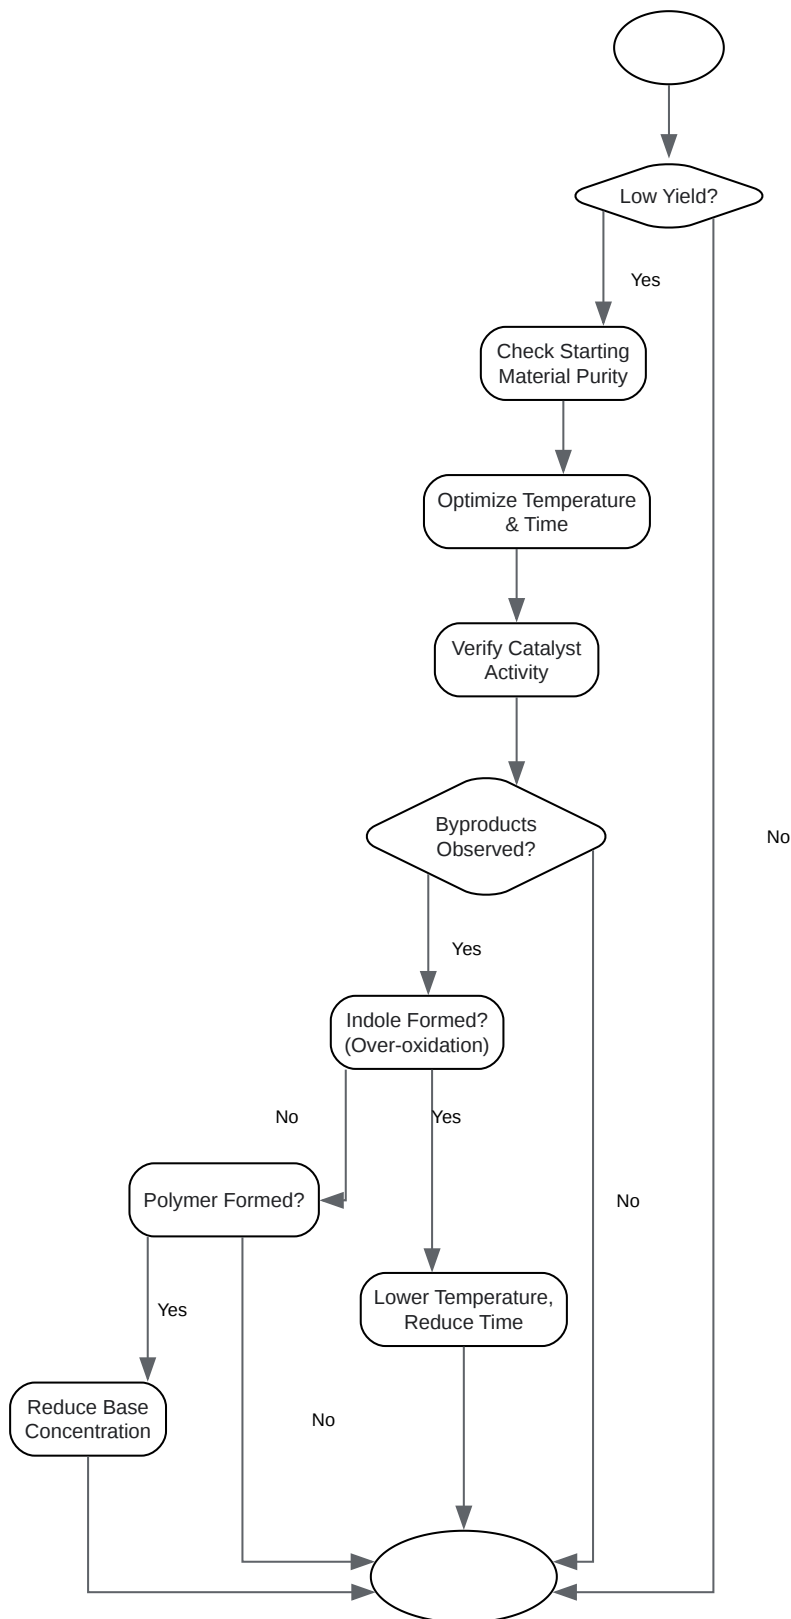 Low Yield?
Yes
Check Starting
Material Purity
Optimize Temperature
& Time
Verify Catalyst
Activity
Byproducts
Observed?
No
Yes
Indole Formed?
(Over-oxidation)
No
Yes
Polymer Formed?
No
Yes
Lower Temperature,
Reduce Time
Reduce Base
Concentration
No